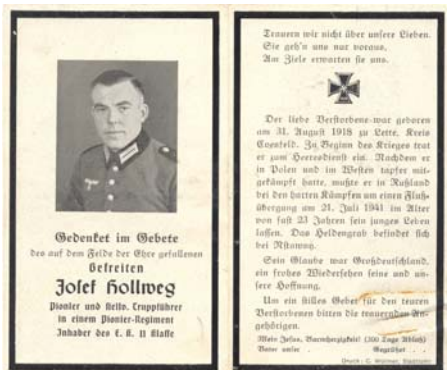 Gedenket im Gebete
des auf dem Felde der Ehre gefallenen
Gefreiten
Josef Hollweg
Pionier und stellv. Truppführer
in einem Pionier-Regiment
Inhaber des E. K. II Klasse
Trauern wir nicht über unsere Lieben.
Sie geh'n uns nur voraus.
Am Ziele erwarten sie uns.
Der liebe Verstorbene war geboren
am 31. August 1918 zu Lette, Kreis
Coesfeld. Zu Beginn des Krieges trat
er zum Heeresdienst ein. Nachdem er
in Polen und im Westen tapfer mit-
gekämpft hatte, mußte er in Rußland
bei den harten Kämpfen um einen Fluß-
übergang am 21. Juli 1941 im Alter
von fast 23 Jahren sein junges Leben
lassen. Das Heldengrab befindet sich
bei
Sein Glaube war Großdeutschland,
ein frohes Wiedersehen seine und un-
sere Hoffnung.
Um ein stilles Gebet für den teuren
Verstorbenen bitten die trauernden An-
gehörigen.
Mein Jesus, Barmherzigkeit! (300 Tage Ablaß)
Vater unser . Gegrüßet . .
Druck: C.